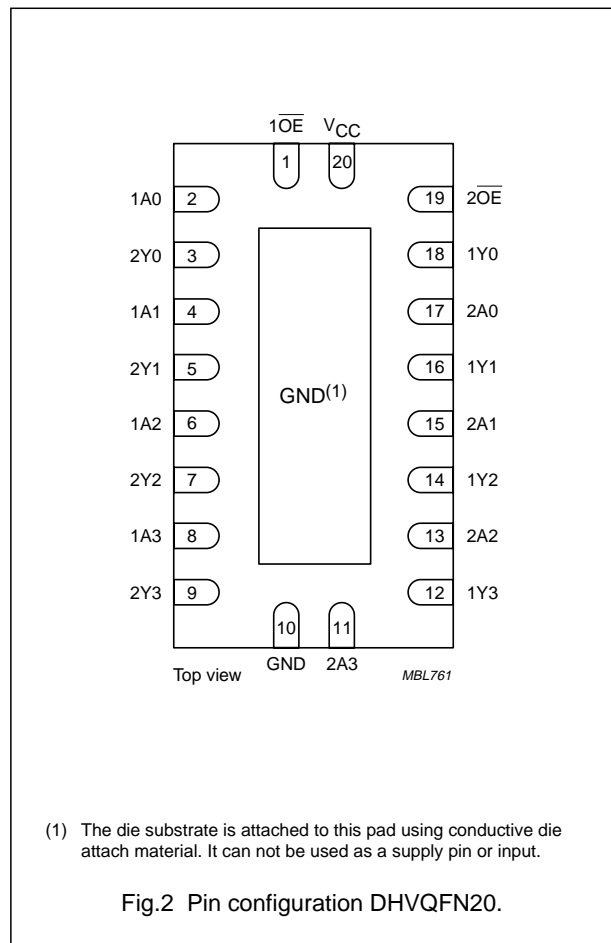 1O̅E̅ VCC
1 20
1A0 2 19 2O̅E̅
2Y0 3 18 1Y0
1A1 4 17 2A0
2Y1 5 16 1Y1
GND(1)
1A2 6 15 2A1
2Y2 7 14 1Y2
1A3 8 13 2A2
2Y3 9 12 1Y3
10 11
Top view GND 2A3 MBL761
(1) The die substrate is attached to this pad using conductive die
attach material. It can not be used as a supply pin or input.
Fig.2 Pin configuration DHVQFN20.